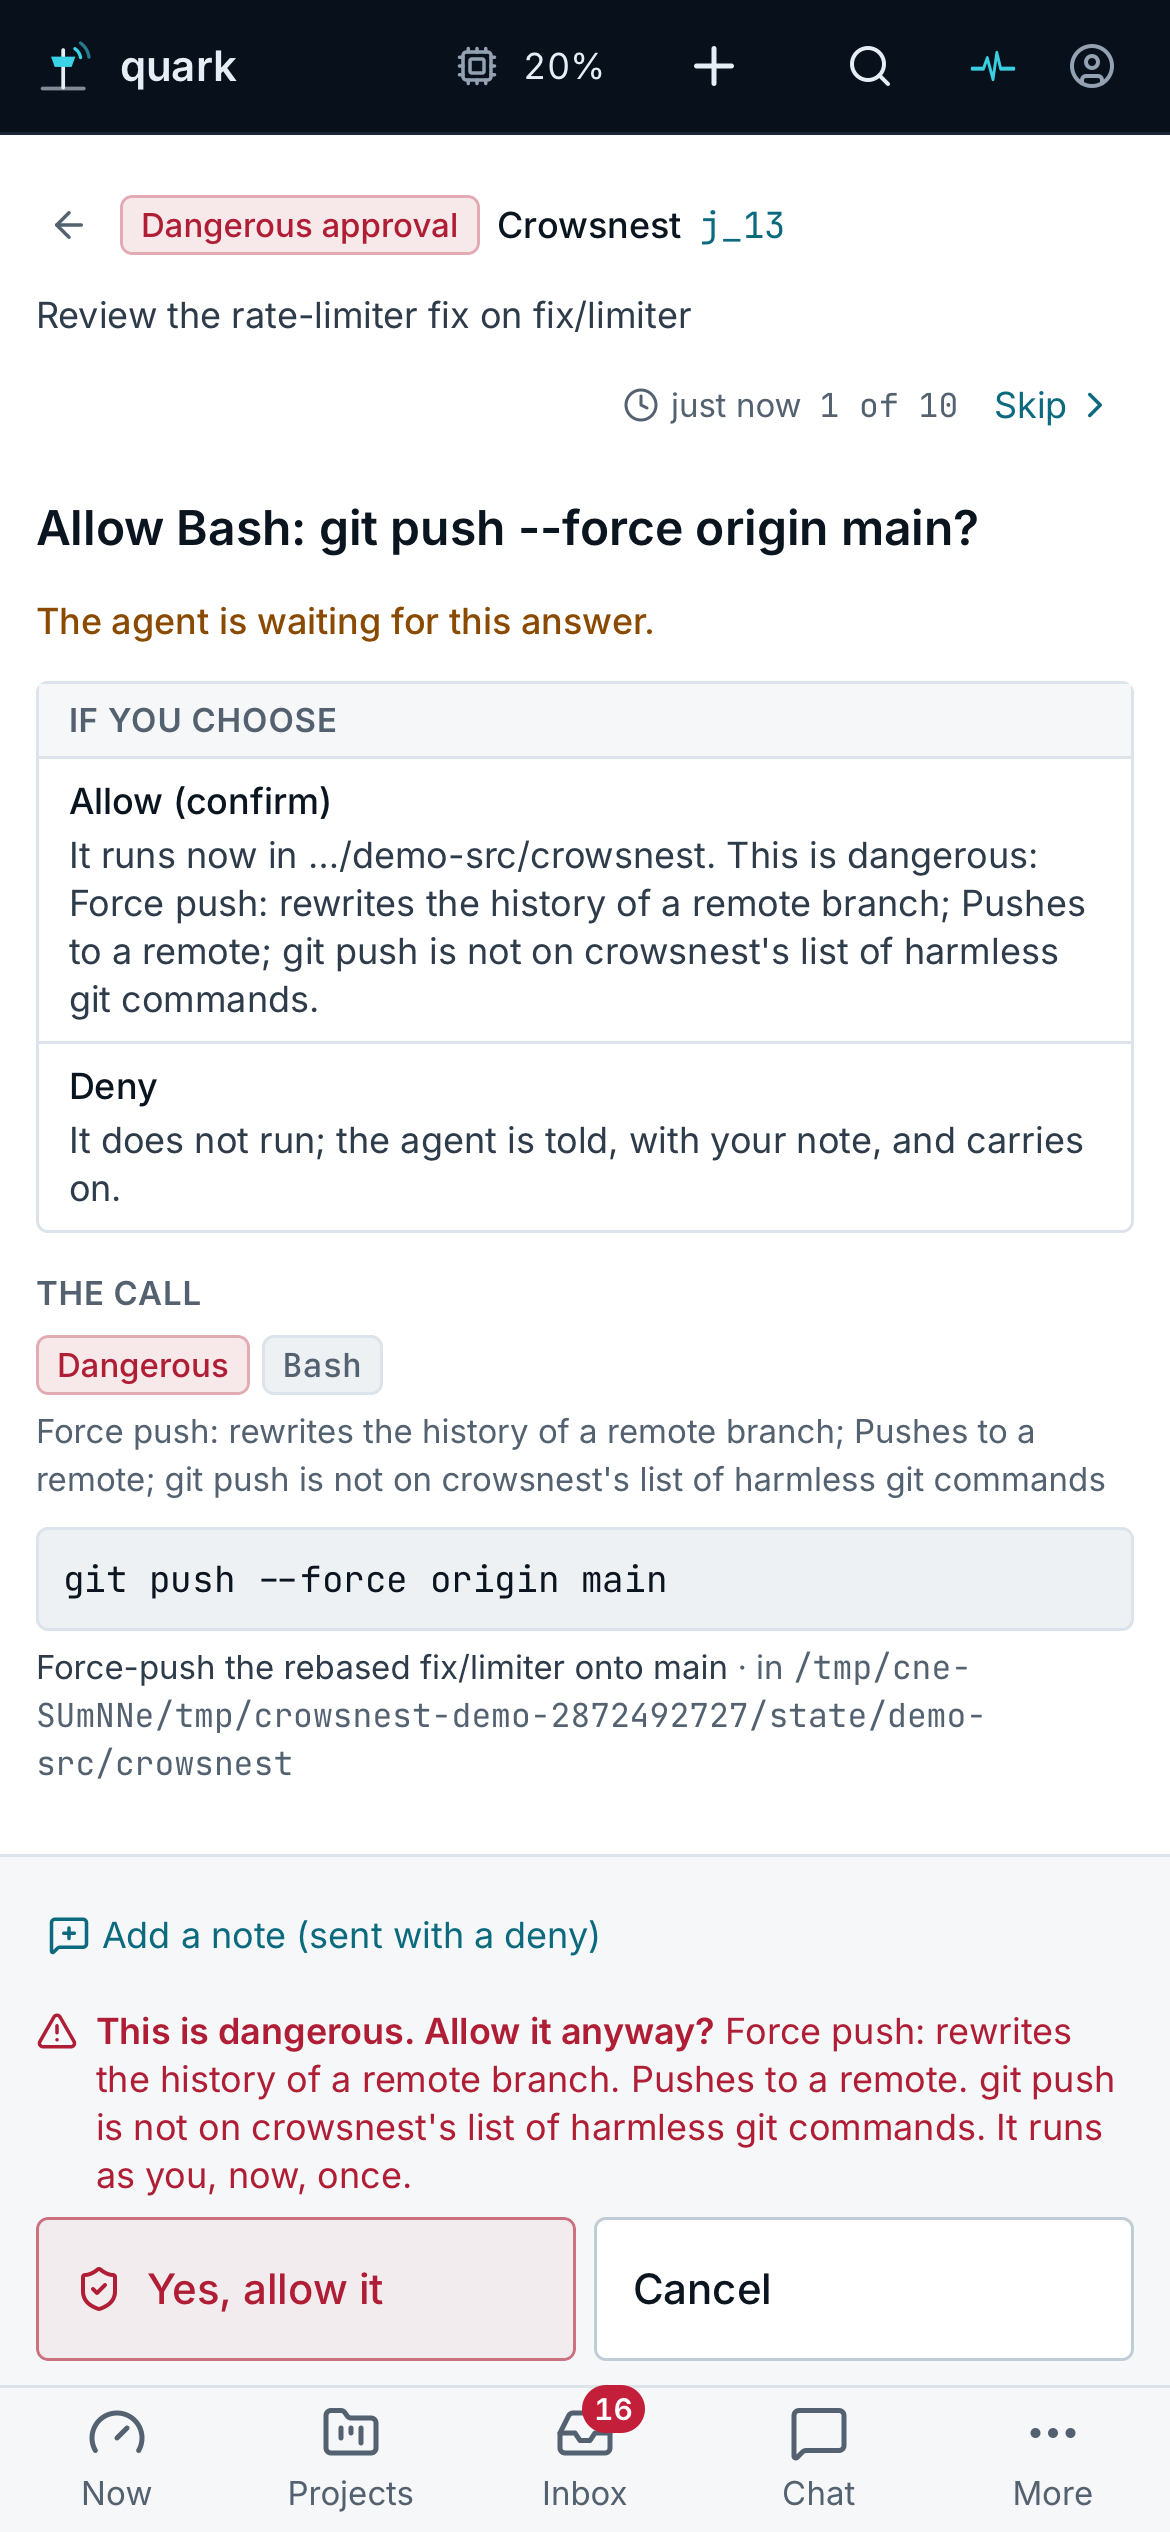 quark
20%
Dangerous approval Crowsnest j_13
Review the rate-limiter fix on fix/limiter
just now 1 of 10 Skip
Allow Bash: git push --force origin main?
The agent is waiting for this answer.
IF YOU CHOOSE
Allow (confirm)
It runs now in …/demo-src/crowsnest. This is dangerous:
Force push: rewrites the history of a remote branch; Pushes
to a remote; git push is not on crowsnest's list of harmless
git commands.
Deny
It does not run; the agent is told, with your note, and carries
on.
THE CALL
Dangerous Bash
Force push: rewrites the history of a remote branch; Pushes to a
remote; git push is not on crowsnest's list of harmless git commands
git push --force origin main
Force-push the rebased fix/limiter onto main · in /tmp/cne-
SUmNNe/tmp/crowsnest-demo-2872492727/state/demo-
src/crowsnest
Add a note (sent with a deny)
This is dangerous. Allow it anyway? Force push: rewrites
the history of a remote branch. Pushes to a remote. git push
is not on crowsnest's list of harmless git commands. It runs
as you, now, once.
Yes, allow it
Cancel
16
Now
Projects
Inbox
Chat
More